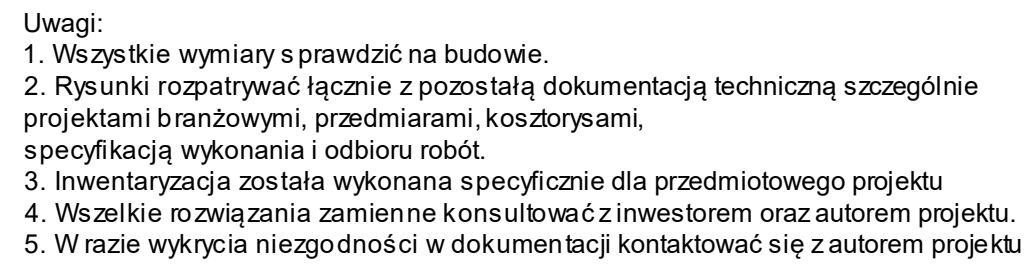 Uwagi:
1. Wszystkie wymiary sprawdzić na budowie.
2. Rysunki rozpatrywać łącznie z pozostałą dokumentacją techniczną szczególnie
projektami branżowymi, przedmiarami, kosztorysami,
specyfikacją wykonania i odbioru robót.
3. Inwentaryzacja została wykonana specyficznie dla przedmiotowego projektu
4. Wszelkie rozwiązania zamienne konsultować z inwestorem oraz autorem projektu.
5. W razie wykrycia niezgodności w dokumentacji kontaktować się z autorem projektu